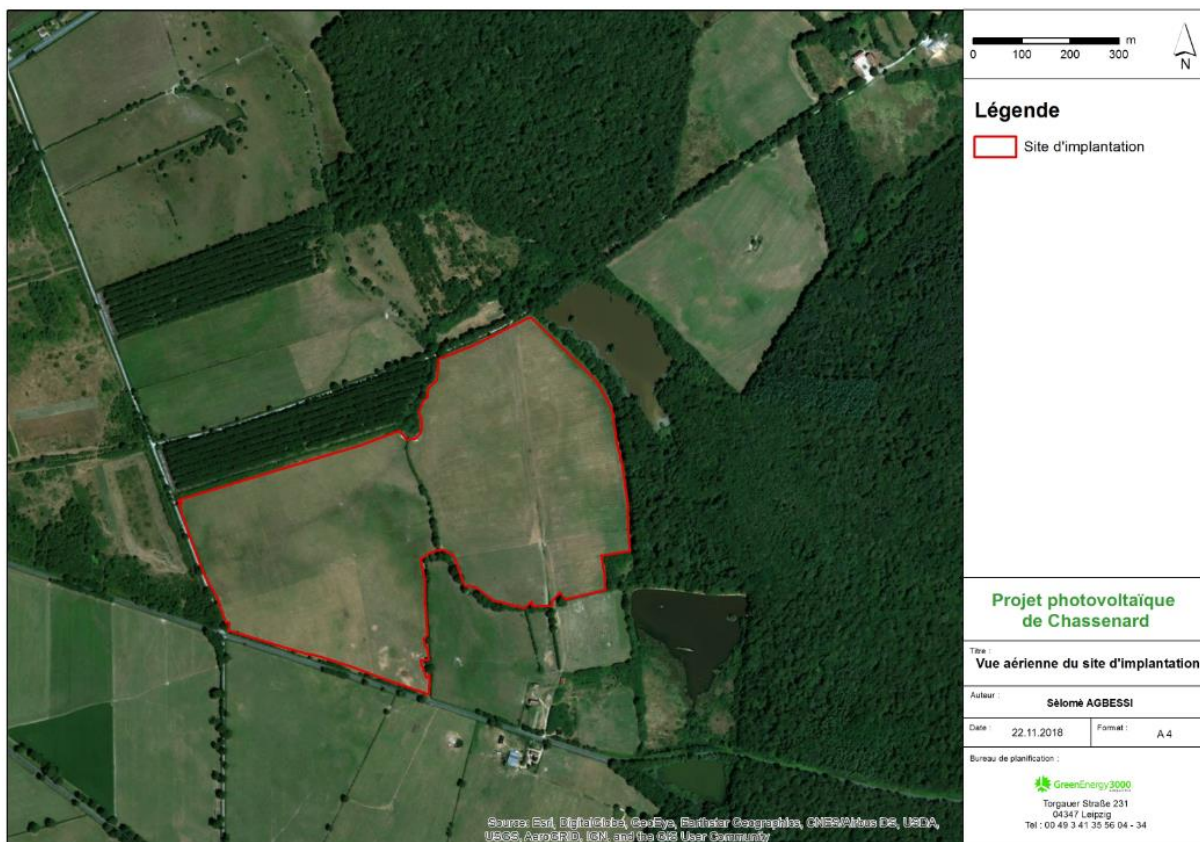 m
0 100 200 300
N
Légende
Site d'implantation
Projet photovoltaïque
de Chassenard
Titre :
Vue aérienne du site d'implantation
Auteur :
Sèlomè AGBESSI
Date :
22.11.2018
Format :
A 4
Bureau de planification :
GreenEnergy3000
Torgauer Straße 231
04347 Leipzig
Tel : 00 49 3 41 35 56 04 - 34
Source: Esri, DigitalGlobe, GeoEye, Earthstar Geographics, CNES/Airbus DS, USDA,
USGS, AeroGRID, IGN, and the GIS User Community